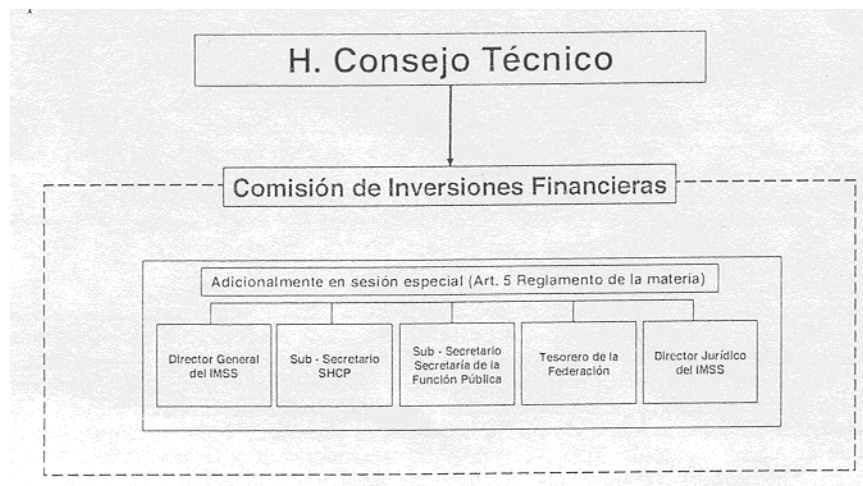 H. Consejo Técnico
Comisión de Inversiones Financieras
Adicionalmente en sesión especial (Art. 5 Reglamento de la materia)
Director General
del IMSS
Sub - Secretario
SHCP
Sub - Secretario
Secretaría de la
Función Pública
Tesorero de la
Federación
Director Jurídico
del IMSS